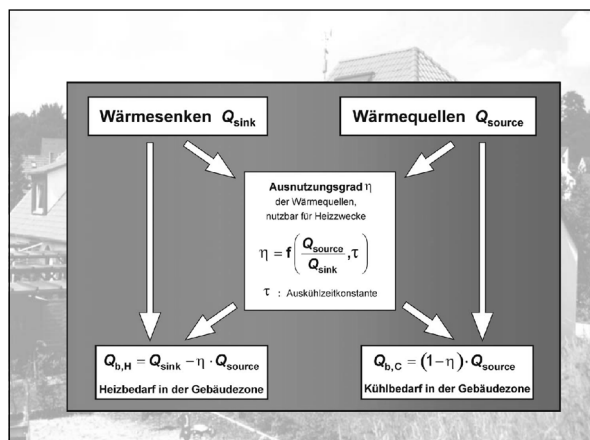 Wärmesenken Q_sink
Wärmequellen Q_source
Ausnutzungsgrad η
der Wärmequellen,
nutzbar für Heizzwecke
η = f(Q_source/Q_sink, τ)
τ : Auskühlzeitkonstante
Q_b,H = Q_sink − η · Q_source
Heizbedarf in der Gebäudezone
Q_b,C = (1−η) · Q_source
Kühlbedarf in der Gebäudezone